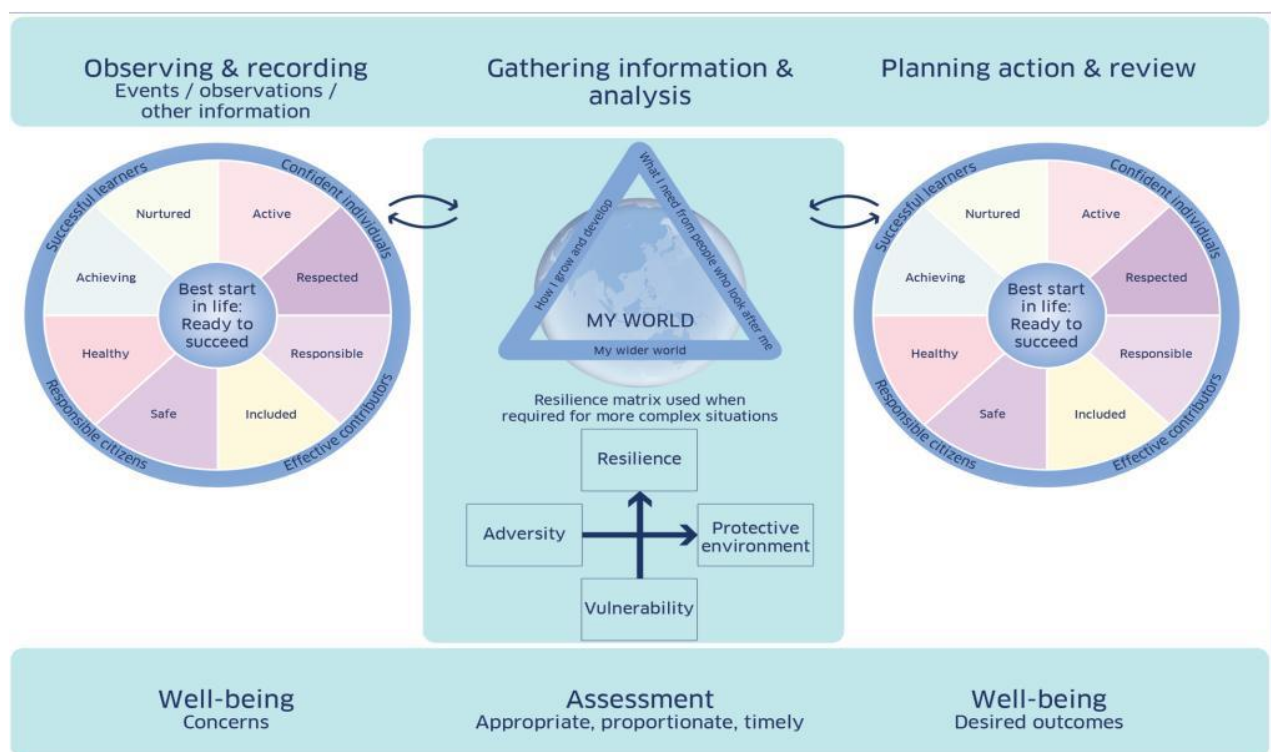 Observing & recording
Events / observations /
other information
Gathering information &
analysis
Planning action & review
Successful learners
Confident individuals
Nurtured
Active
Achieving
Respected
Best start
in life:
Ready to
succeed
Healthy
Responsible
Safe
Included
Responsible citizens
Effective contributors
How I grow and develop
What I need from people who look after me
MY WORLD
My wider world
Resilience matrix used when
required for more complex situations
Resilience
Adversity
Protective
environment
Vulnerability
Successful learners
Confident individuals
Nurtured
Active
Achieving
Respected
Best start
in life:
Ready to
succeed
Healthy
Responsible
Safe
Included
Responsible citizens
Effective contributors
Well-being
Concerns
Assessment
Appropriate, proportionate, timely
Well-being
Desired outcomes